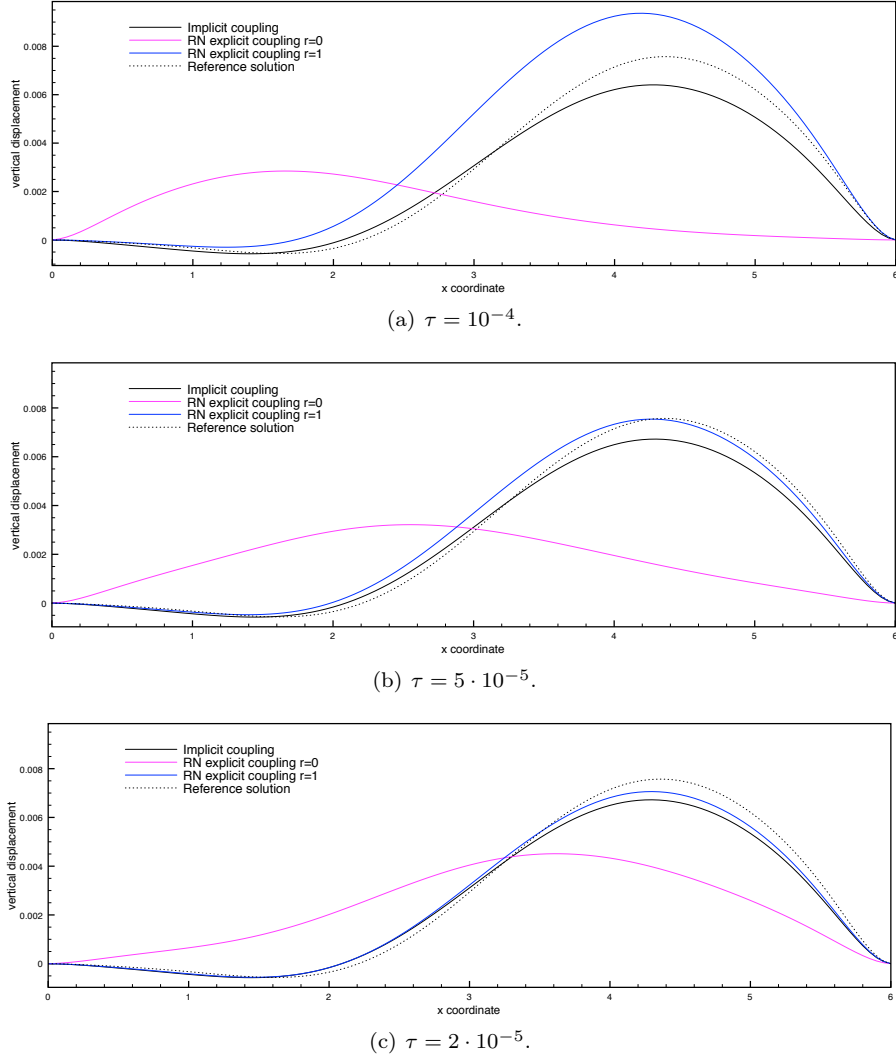 Implicit coupling
RN explicit coupling r=0
RN explicit coupling r=1
Reference solution
vertical displacement
0.008
0.006
0.004
0.002
0
0 1 2 3 4 5 6
x coordinate
(a) τ = 10⁻⁴.
Implicit coupling
RN explicit coupling r=0
RN explicit coupling r=1
Reference solution
vertical displacement
0.008
0.006
0.004
0.002
0
0 1 2 3 4 5 6
x coordinate
(b) τ = 5 · 10⁻⁵.
Implicit coupling
RN explicit coupling r=0
RN explicit coupling r=1
Reference solution
vertical displacement
0.008
0.006
0.004
0.002
0
0 1 2 3 4 5 6
x coordinate
(c) τ = 2 · 10⁻⁵.